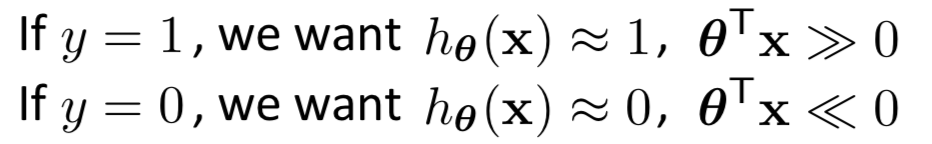 If y = 1, we want h_θ(x) ≈ 1, θᵀx ≫ 0
If y = 0, we want h_θ(x) ≈ 0, θᵀx ≪ 0